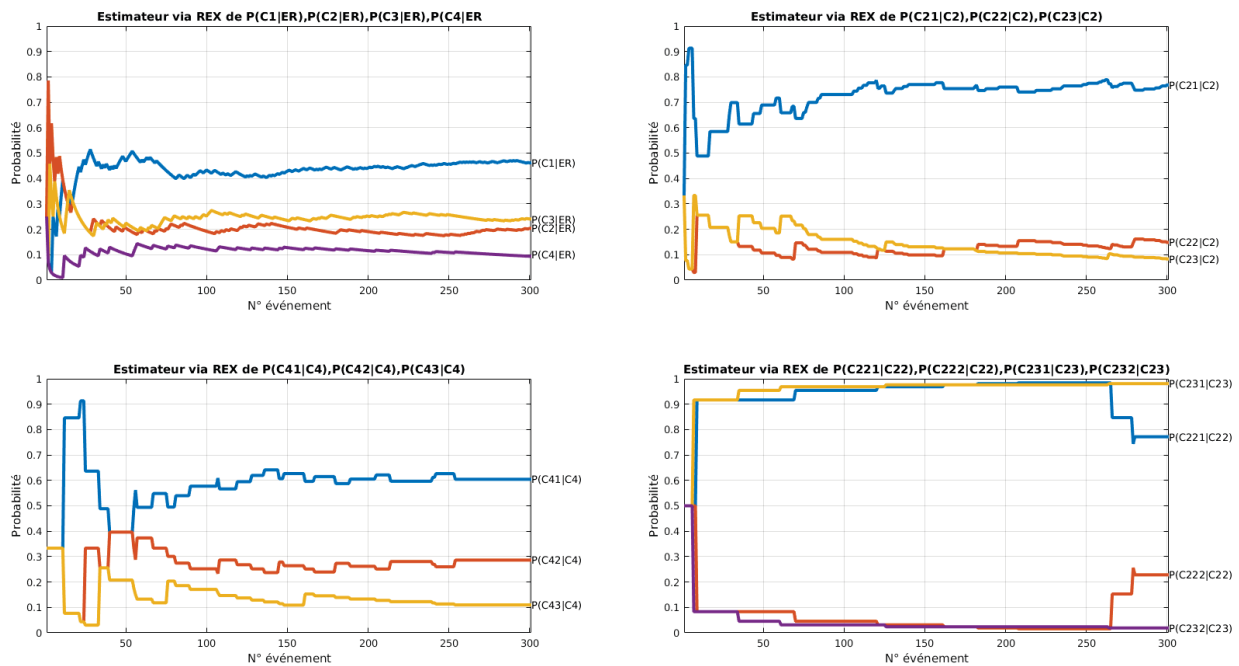 Estimateur via REX de P(C1|ER),P(C2|ER),P(C3|ER),P(C4|ER
1
0.9
0.8
0.7
0.6
0.5
0.4
0.3
0.2
0.1
0
Probabilité
P(C1|ER)
P(C3|ER)
P(C2|ER)
P(C4|ER)
50 100 150 200 250 300
N° événement
Estimateur via REX de P(C21|C2),P(C22|C2),P(C23|C2)
1
0.9
0.8
0.7
0.6
0.5
0.4
0.3
0.2
0.1
0
Probabilité
P(C21|C2)
P(C22|C2)
P(C23|C2)
50 100 150 200 250 300
N° événement
Estimateur via REX de P(C41|C4),P(C42|C4),P(C43|C4)
1
0.9
0.8
0.7
0.6
0.5
0.4
0.3
0.2
0.1
0
Probabilité
P(C41|C4)
P(C42|C4)
P(C43|C4)
50 100 150 200 250 300
N° événement
Estimateur via REX de P(C221|C22),P(C222|C22),P(C231|C23),P(C232|C23)
1
0.9
0.8
0.7
0.6
0.5
0.4
0.3
0.2
0.1
0
Probabilité
P(C231|C23)
P(C221|C22)
P(C222|C22)
P(C232|C23)
50 100 150 200 250 300
N° événement